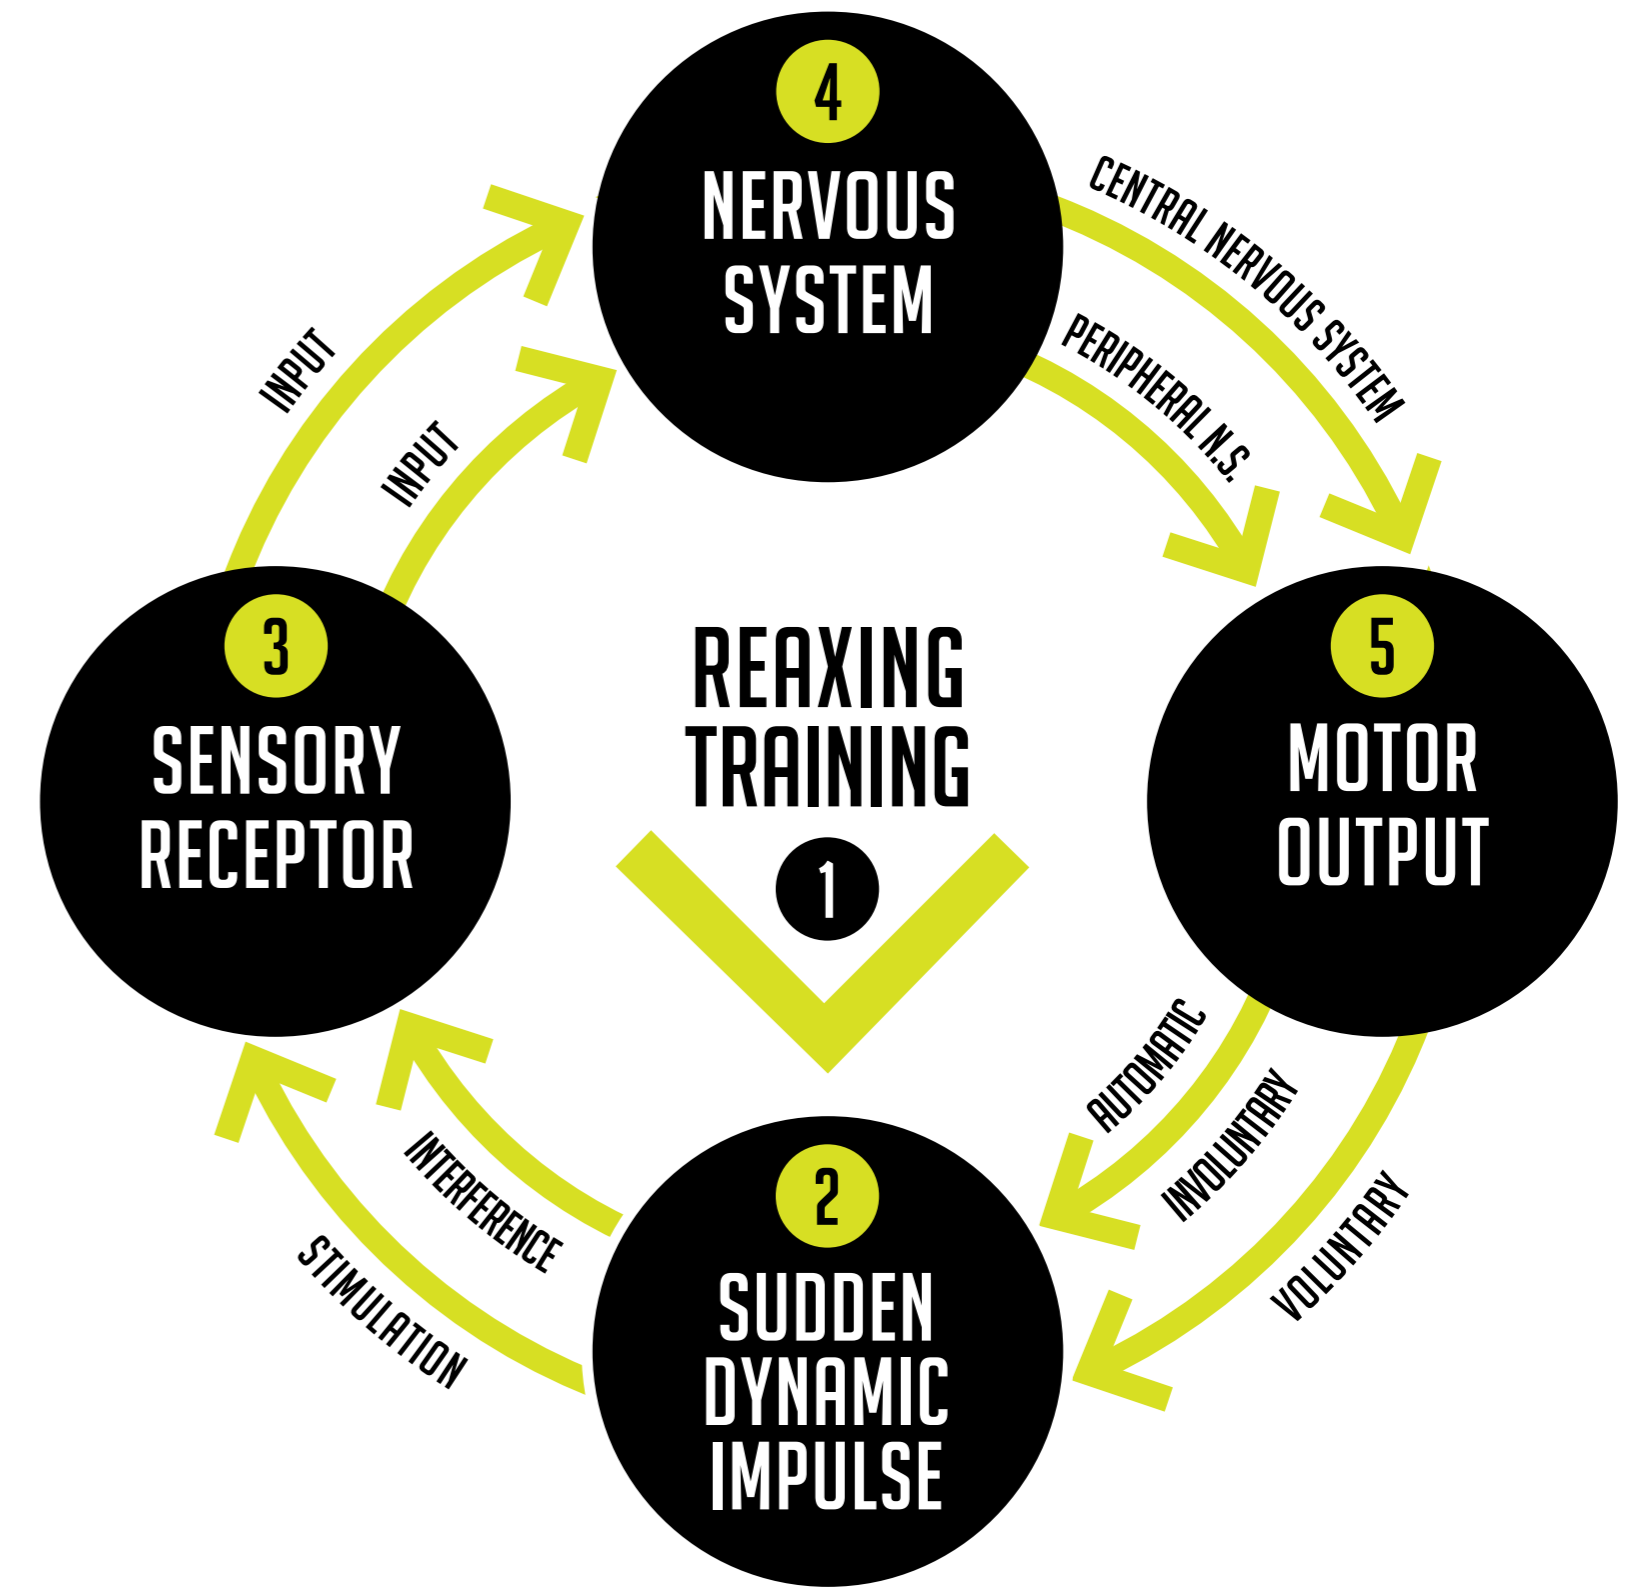 4
NERVOUS
SYSTEM
CENTRAL NERVOUS SYSTEM
PERIPHERAL N.S.
INPUT
INPUT
3
SENSORY
RECEPTOR
REAXING
TRAINING
1
5
MOTOR
OUTPUT
AUTOMATIC
INVOLUNTARY
VOLUNTARY
INTERFERENCE
STIMULATION
2
SUDDEN
DYNAMIC
IMPULSE